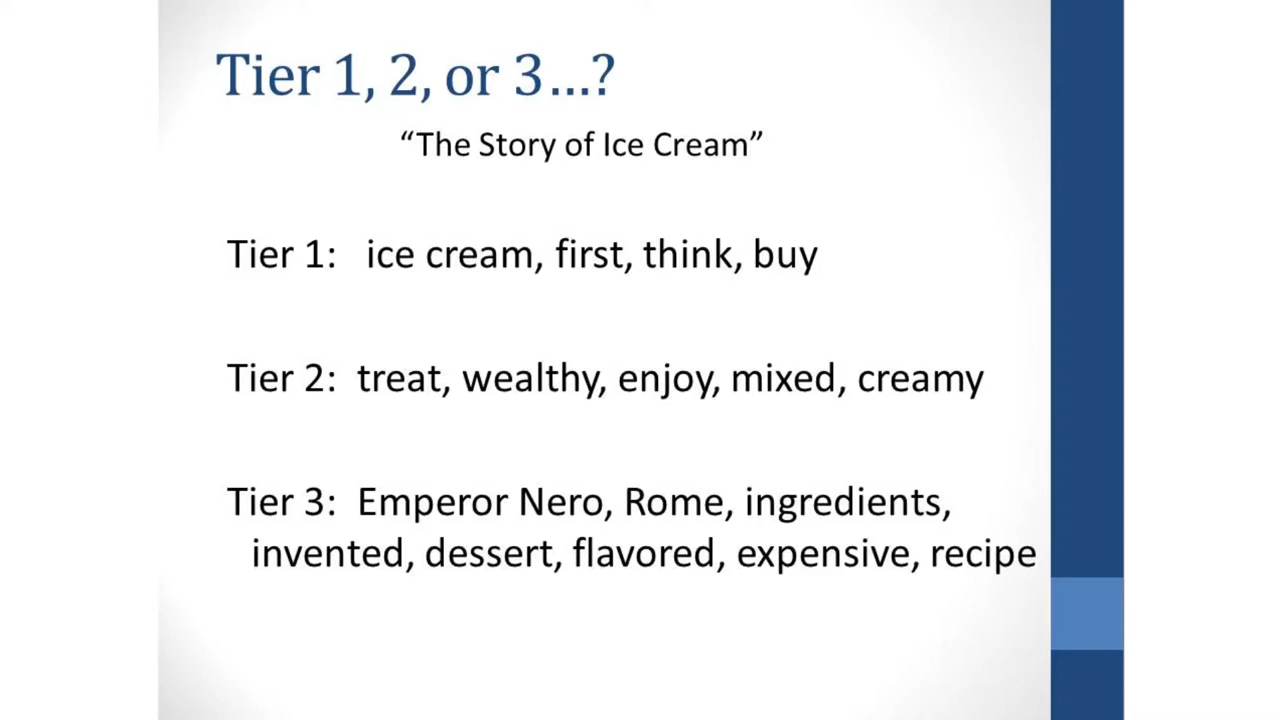 Tier 1, 2, or 3…?
“The Story of Ice Cream”
Tier 1: ice cream, first, think, buy
Tier 2: treat, wealthy, enjoy, mixed, creamy
Tier 3: Emperor Nero, Rome, ingredients,
invented, dessert, flavored, expensive, recipe